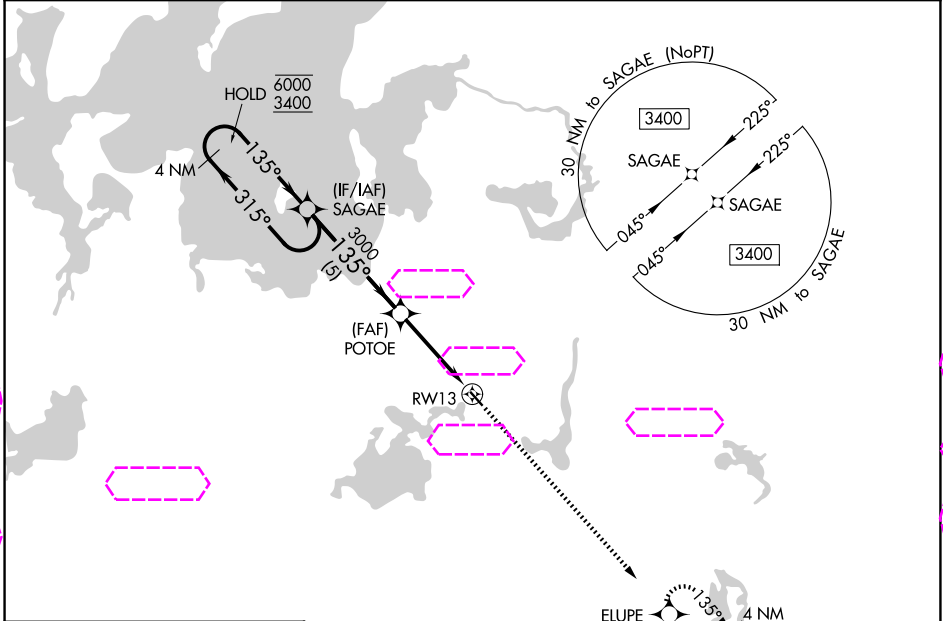 30 NM to SAGAE (NoPT)
HOLD
6000
3400
4 NM
135°
315°
(IF/IAF)
SAGAE
3000
135°
(5)
(FAF)
POTOE
RW13
3400
SAGAE
225°
045°
225°
SAGAE
045°
3400
30 NM to SAGAE
ELUPE
135°
4 NM